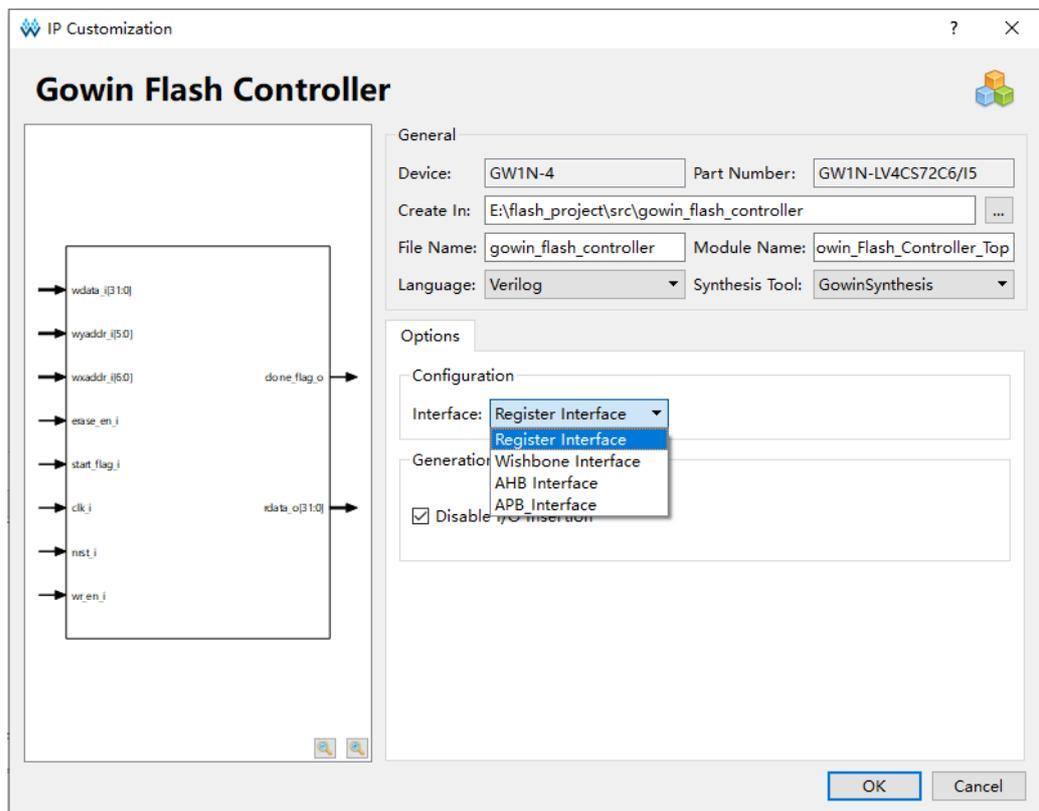 IP Customization
?
Gowin Flash Controller
wdata_i[31:0]
wyaddr_i[5:0]
wxaddr_i[6:0]
done_flag_o
erase_en_i
start_flag_i
clk_i
rdata_o[31:0]
nrst_i
wr_en_i
General
Device: GW1N-4 Part Number: GW1N-LV4CS72C6/I5
Create In: E:\flash_project\src\gowin_flash_controller ...
File Name: gowin_flash_controller Module Name: owin_Flash_Controller_Top
Language: Verilog Synthesis Tool: GowinSynthesis
Options
Configuration
Interface: Register Interface
Register Interface
Generation Wishbone Interface
AHB Interface
APB_Interface
Disable I/O Insertion
OK Cancel